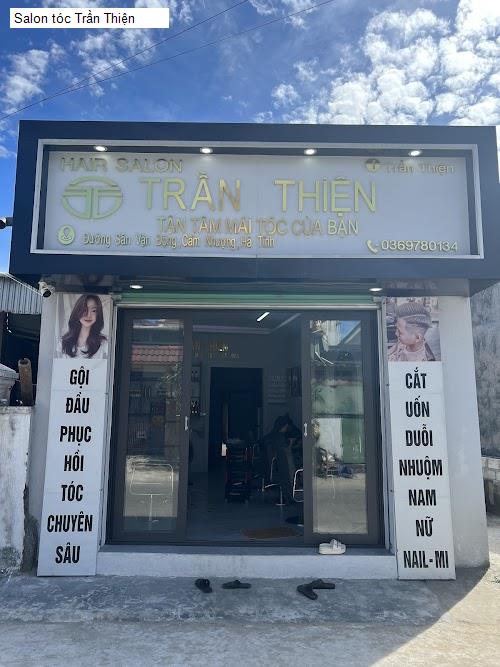 Salon tóc Trần Thiện
HAIR SALON
Trần Thiện
TRẦN THIỆN
TẬN TÂM MÁI TÓC CỦA BẠN
Đường Sân Vận Động, Cẩm Nhượng, Hà Tĩnh
0369780134
GỘI
ĐẦU
PHỤC
HỒI
TÓC
CHUYÊN
SÂU
CẮT
UỐN
DUỖI
NHUỘM
NAM
NỮ
NAIL-MI